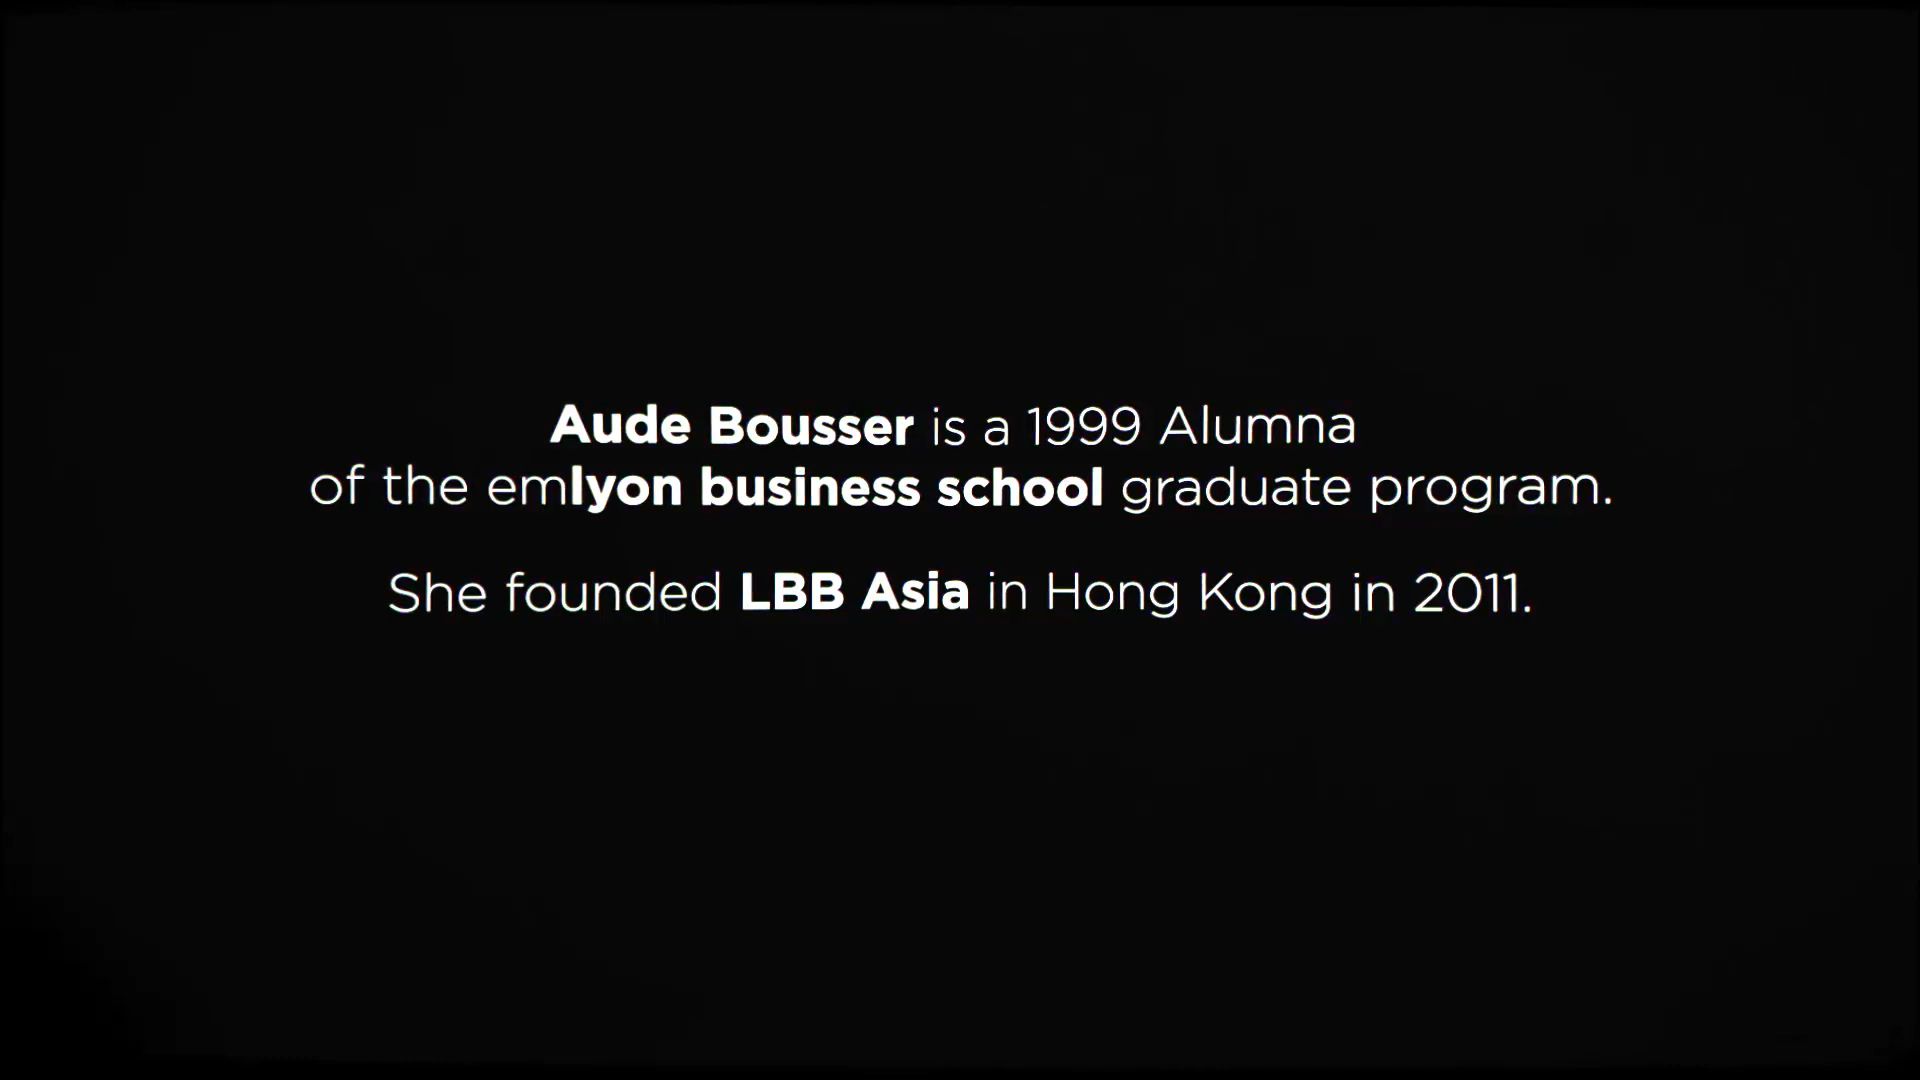 Aude Bousser is a 1999 Alumna
of the emlyon business school graduate program.
She founded LBB Asia in Hong Kong in 2011.